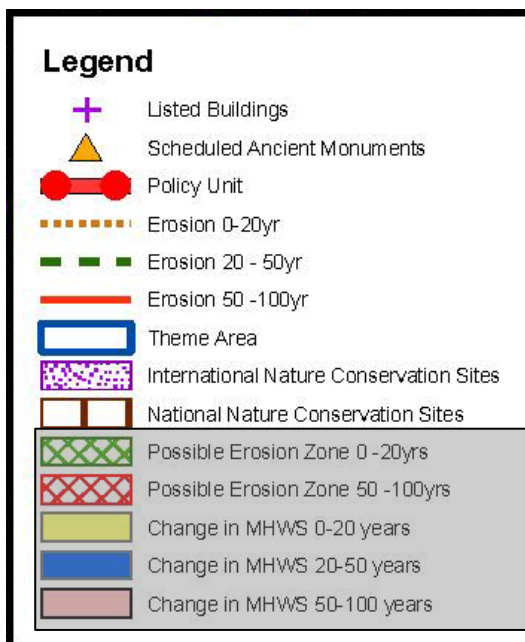 Legend
Listed Buildings
Scheduled Ancient Monuments
Policy Unit
Erosion 0-20yr
Erosion 20 - 50yr
Erosion 50 -100yr
Theme Area
International Nature Conservation Sites
National Nature Conservation Sites
Possible Erosion Zone 0 -20yrs
Possible Erosion Zone 50 -100yrs
Change in MHWS 0-20 years
Change in MHWS 20-50 years
Change in MHWS 50-100 years